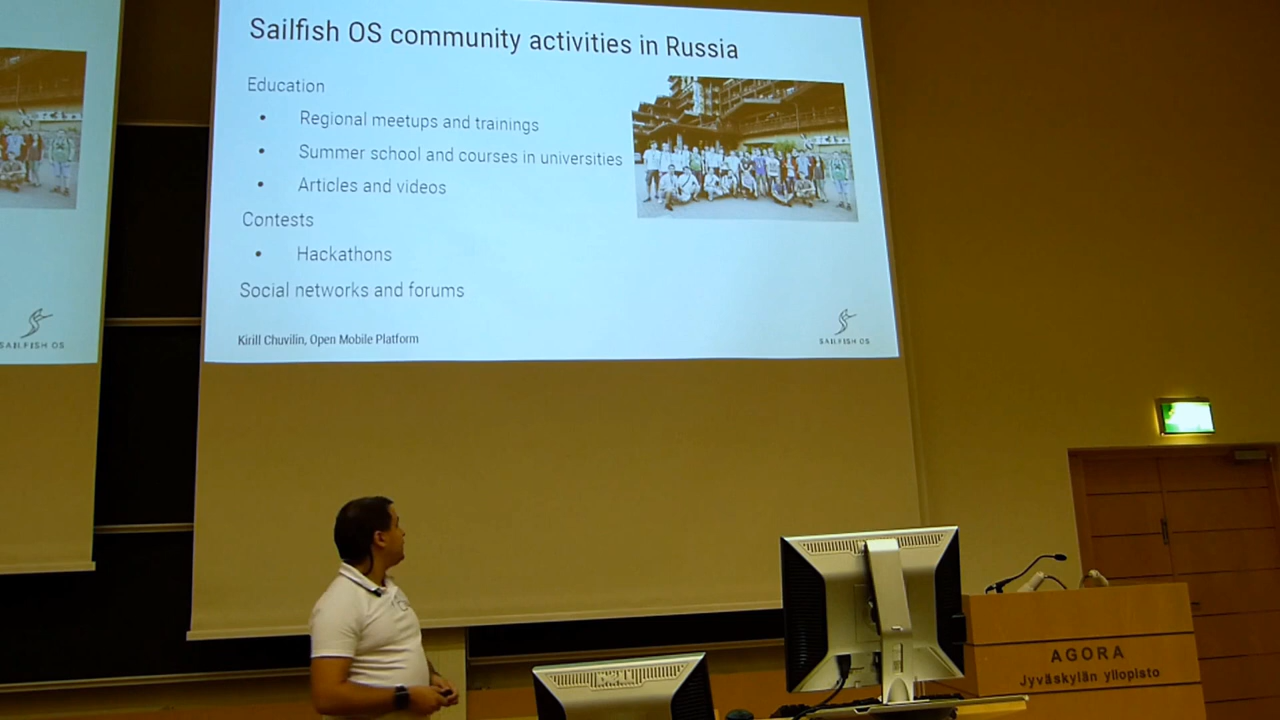 Sailfish OS community activities in Russia
Education
• Regional meetups and trainings
• Summer school and courses in universities
• Articles and videos
Contests
• Hackathons
Social networks and forums
Kirill Chuvilin, Open Mobile Platform
SAILFISH OS
SAILFISH OS
AGORA
Jyväskylän yliopisto